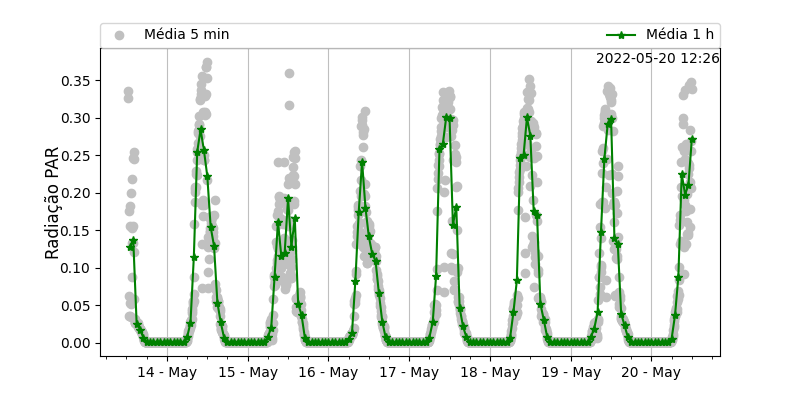 Média 5 min
Média 1 h
2022-05-20 12:26
Radiação PAR
0.35
0.30
0.25
0.20
0.15
0.10
0.05
0.00
14 - May
15 - May
16 - May
17 - May
18 - May
19 - May
20 - May